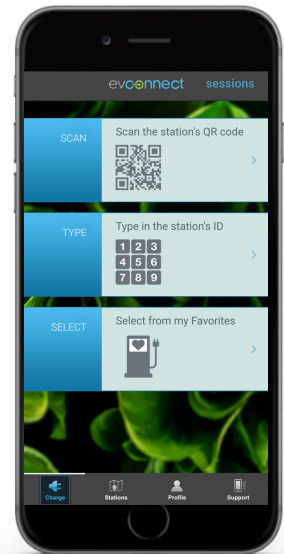 evconnect
sessions
SCAN
Scan the station's QR code
TYPE
Type in the station's ID
1 2 3
4 5 6
7 8 9
SELECT
Select from my Favorites
Charge
Stations
Profile
Support